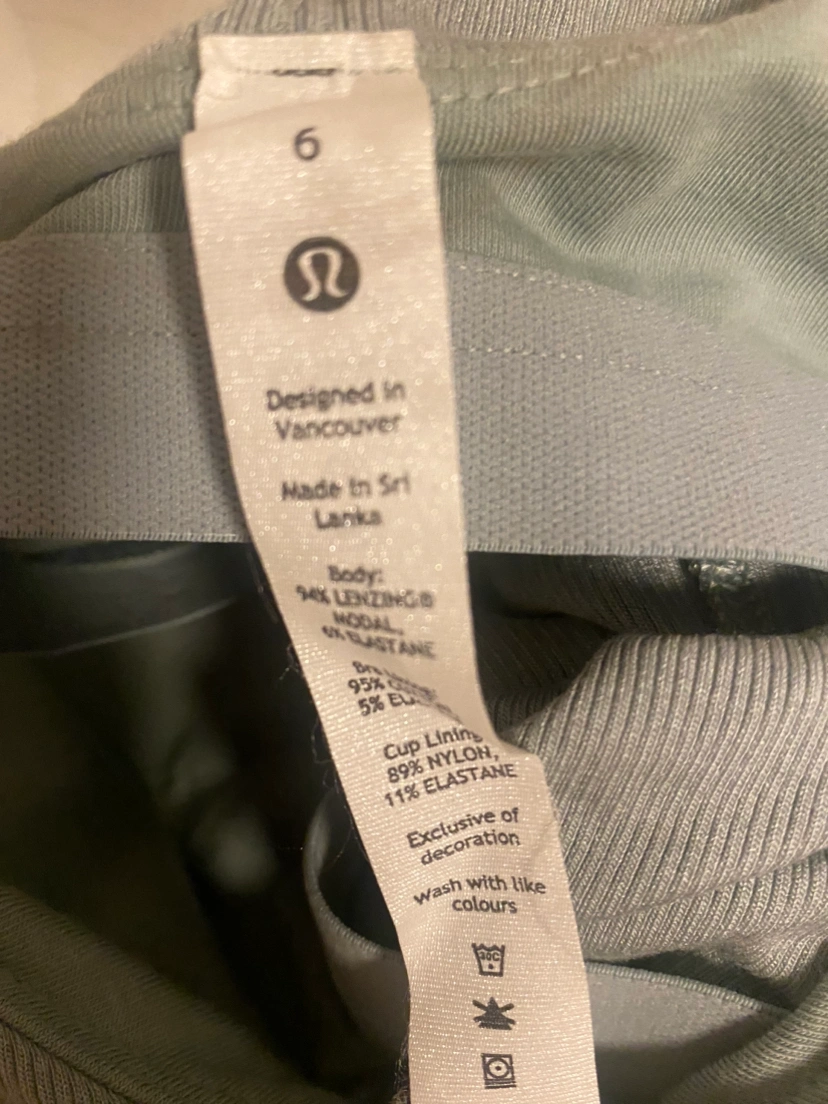 6
Designed in
Vancouver
Made in Sri
Lanka
Body:
94% LENZING®
MODAL,
6% ELASTANE
95%
5%
Cup Lining
89% NYLON,
11% ELASTANE
Exclusive of
decoration
wash with like
colours
30C